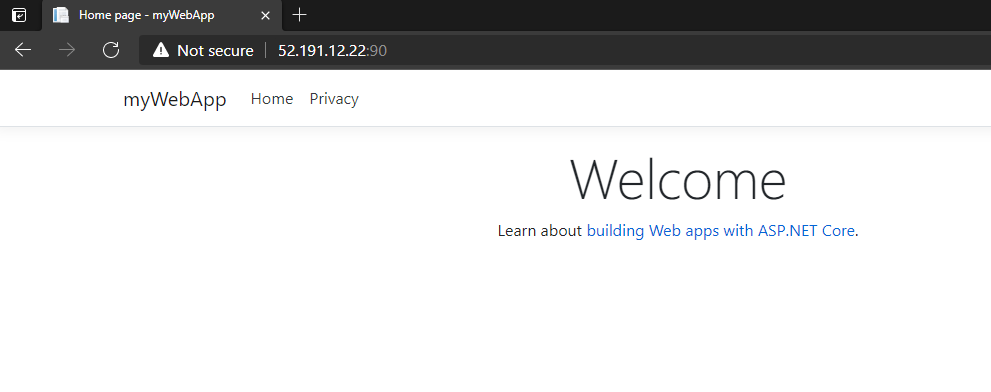 Home page - myWebApp
Not secure 52.191.12.22:90
myWebApp Home Privacy
Welcome
Learn about building Web apps with ASP.NET Core.